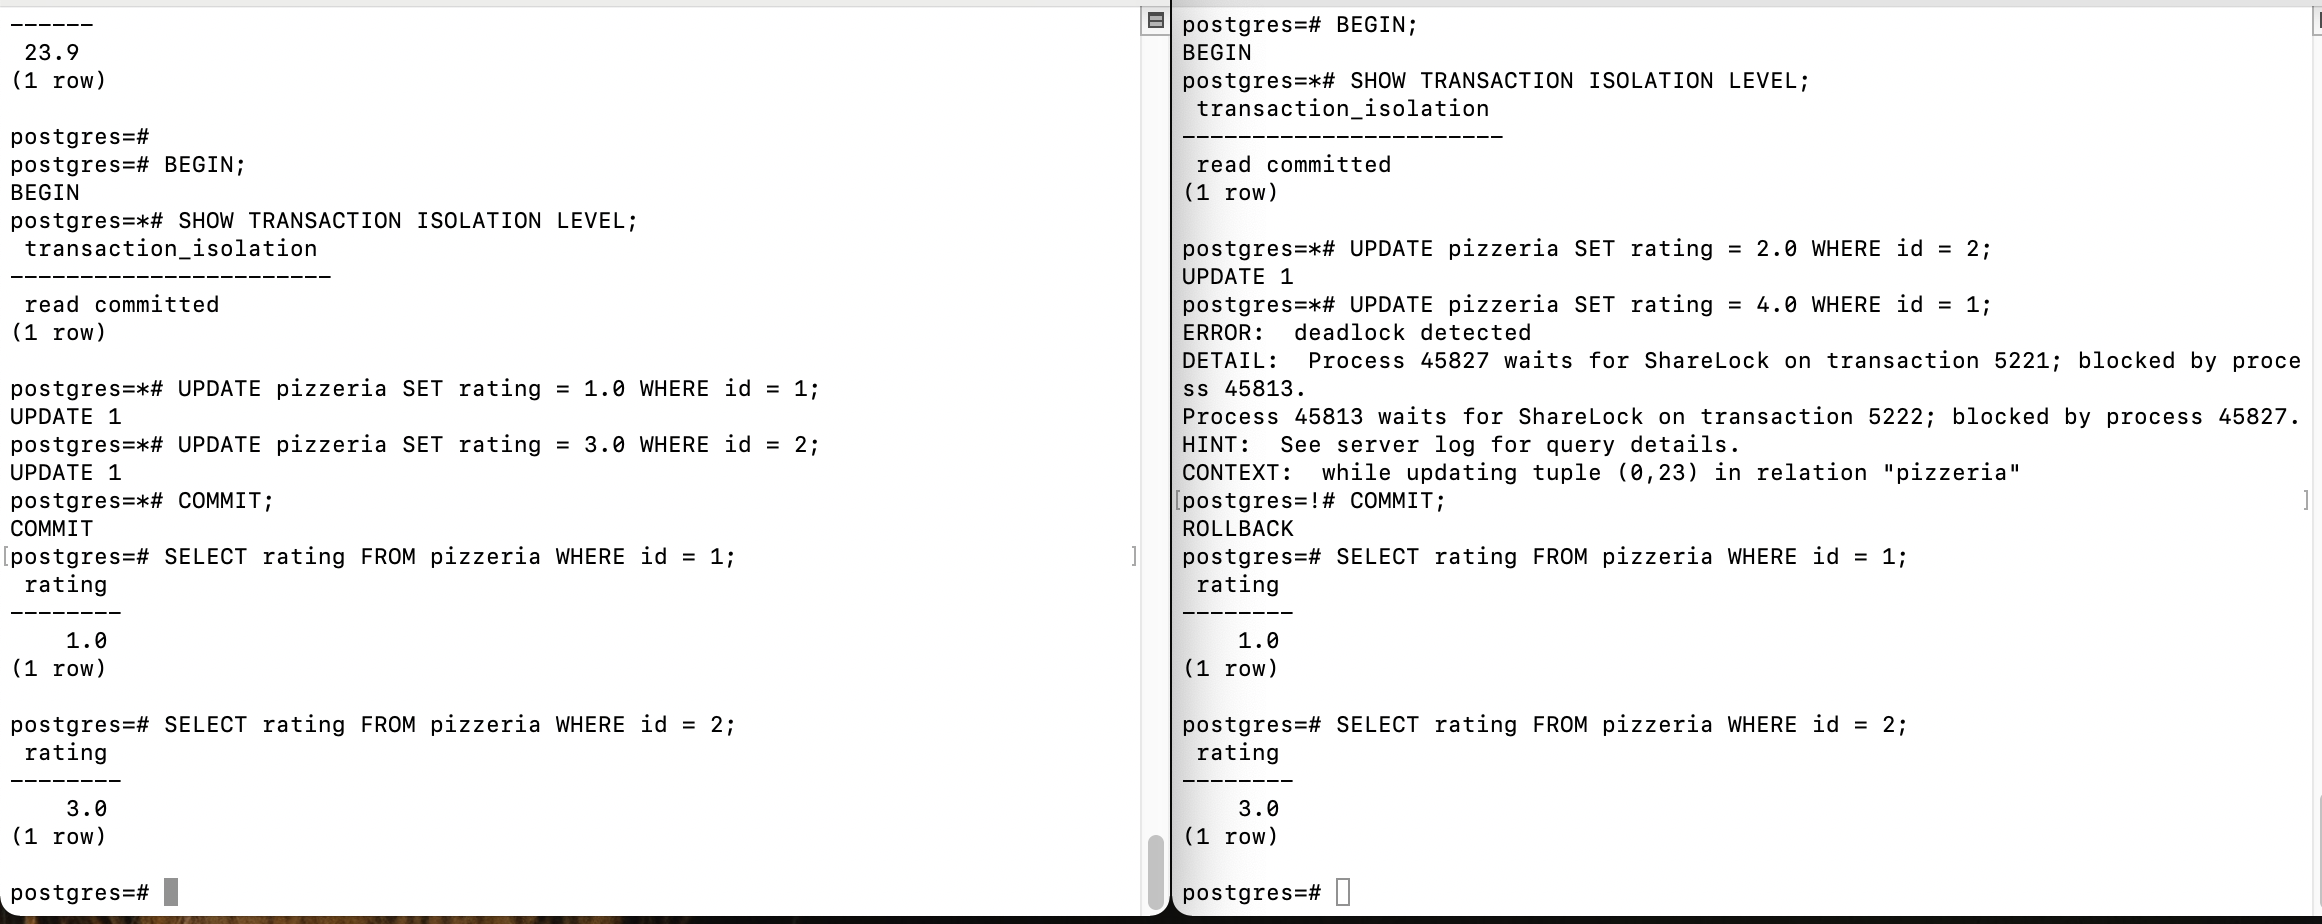 ------
 23.9
(1 row)

postgres=#
postgres=# BEGIN;
BEGIN
postgres=*# SHOW TRANSACTION ISOLATION LEVEL;
 transaction_isolation
-----------------------
 read committed
(1 row)

postgres=*# UPDATE pizzeria SET rating = 1.0 WHERE id = 1;
UPDATE 1
postgres=*# UPDATE pizzeria SET rating = 3.0 WHERE id = 2;
UPDATE 1
postgres=*# COMMIT;
COMMIT
[postgres=# SELECT rating FROM pizzeria WHERE id = 1; ]
 rating
--------
    1.0
(1 row)

postgres=# SELECT rating FROM pizzeria WHERE id = 2;
 rating
--------
    3.0
(1 row)

postgres=#
postgres=# BEGIN;
BEGIN
postgres=*# SHOW TRANSACTION ISOLATION LEVEL;
 transaction_isolation
-----------------------
 read committed
(1 row)

postgres=*# UPDATE pizzeria SET rating = 2.0 WHERE id = 2;
UPDATE 1
postgres=*# UPDATE pizzeria SET rating = 4.0 WHERE id = 1;
ERROR:  deadlock detected
DETAIL:  Process 45827 waits for ShareLock on transaction 5221; blocked by proce
ss 45813.
Process 45813 waits for ShareLock on transaction 5222; blocked by process 45827.
HINT:  See server log for query details.
CONTEXT:  while updating tuple (0,23) in relation "pizzeria"
[postgres=!# COMMIT; ]
ROLLBACK
postgres=# SELECT rating FROM pizzeria WHERE id = 1;
 rating
--------
    1.0
(1 row)

postgres=# SELECT rating FROM pizzeria WHERE id = 2;
 rating
--------
    3.0
(1 row)

postgres=#